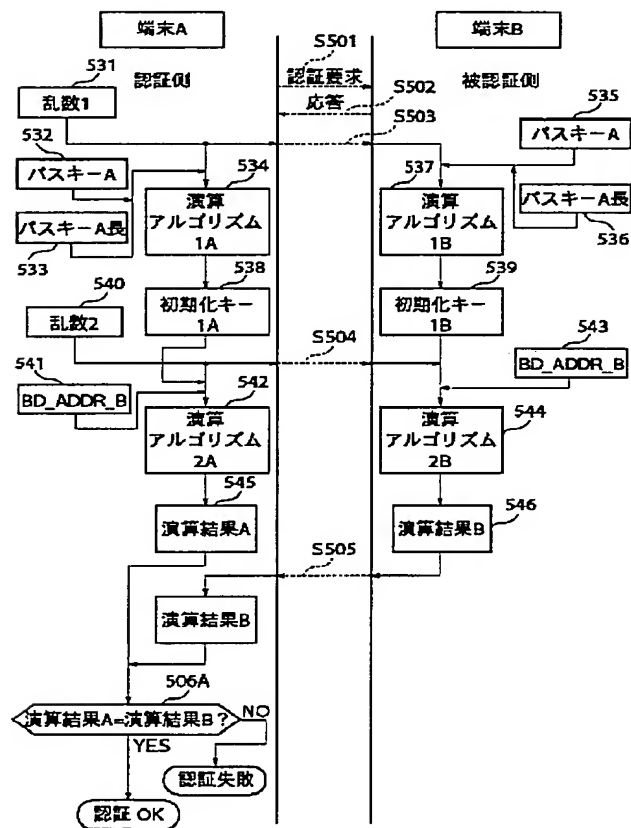 端末A
端末B
531
S501
認証側
認証要求
被認証側
S502
乱数1
応答
535
532
S503
パスキーA
パスキーA
534
537
演算
アルゴリズム
1A
演算
アルゴリズム
1B
パスキーA長
533
パスキーA長
536
538
539
540
初期化キー
1A
初期化キー
1B
乱数2
S504
543
541
BD_ADDR_B
BD_ADDR_B
542
演算
アルゴリズム
2A
演算
アルゴリズム
2B
544
545
演算結果A
演算結果B
546
S505
演算結果B
506A
演算結果A=演算結果B?
NO
YES
認証失敗
認証 OK